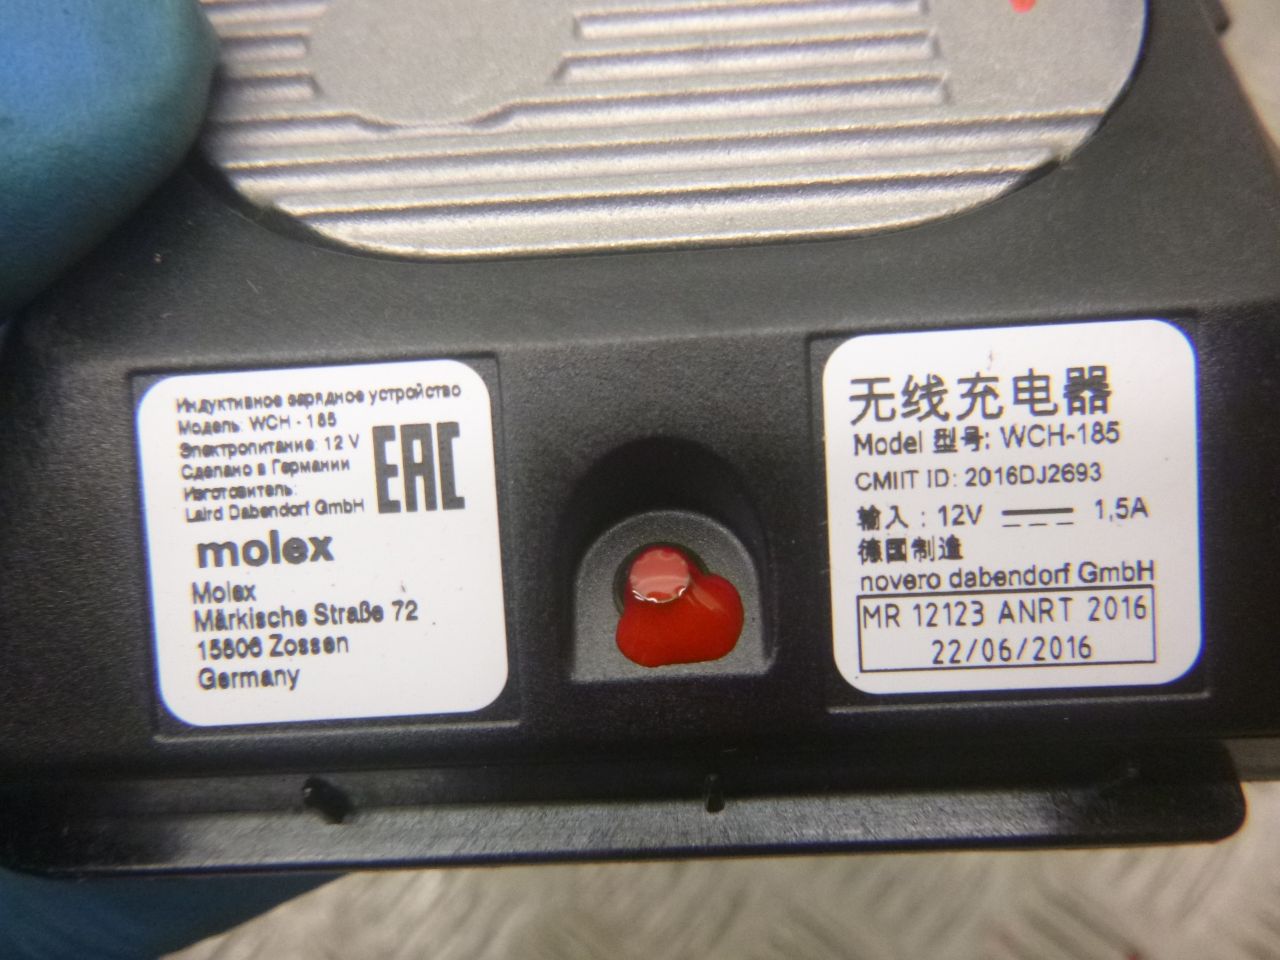 Индуктивное зарядное устройство
Модель: WCH - 185
Электропитание: 12 V
Сделано в Германии
Изготовитель:
Laird Dabendorf GmbH
EAC
molex
Molex
Märkische Straße 72
15806 Zossen
Germany
无线充电器
Model 型号: WCH-185
CMIIT ID: 2016DJ2693
输入 : 12V 1,5A
德国制造
novero dabendorf GmbH
MR 12123 ANRT 2016
22/06/2016